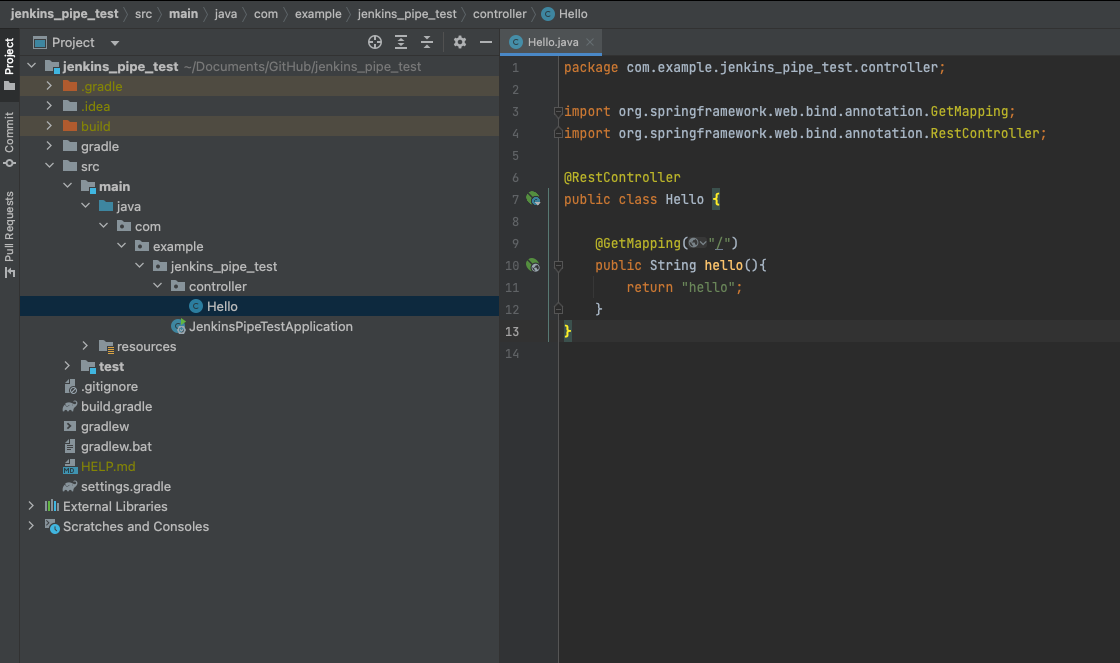 jenkins_pipe_test src main java com example jenkins_pipe_test controller Hello
Project
Commit
Pull Requests
Project
jenkins_pipe_test ~/Documents/GitHub/jenkins_pipe_test
.gradle
.idea
build
gradle
src
main
java
com
example
jenkins_pipe_test
controller
Hello
JenkinsPipeTestApplication
resources
test
.gitignore
build.gradle
gradlew
gradlew.bat
HELP.md
settings.gradle
External Libraries
Scratches and Consoles
Hello.java
1 package com.example.jenkins_pipe_test.controller;
2
3 import org.springframework.web.bind.annotation.GetMapping;
4 import org.springframework.web.bind.annotation.RestController;
5
6 @RestController
7 public class Hello {
8
9 @GetMapping("/")
10 public String hello(){
11 return "hello";
12 }
13 }
14